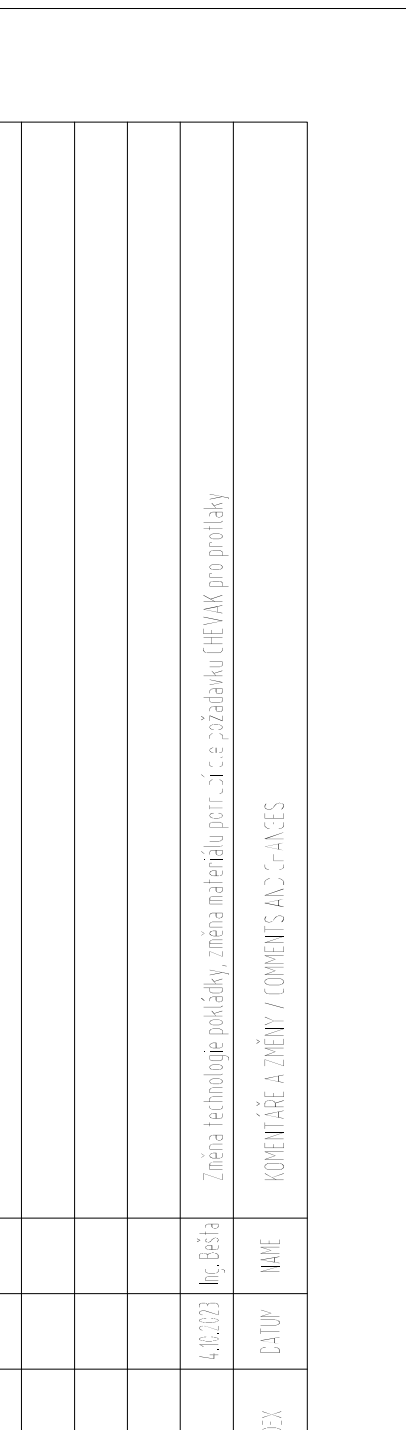 4.10.2023 Ing. Bešta Změna technologie pokládky, změna materiálu potrubí dle požadavku CHEVAK pro protlaky
DATUM NAME KOMENTÁŘE A ZMĚNY / COMMENTS AND CHANGES